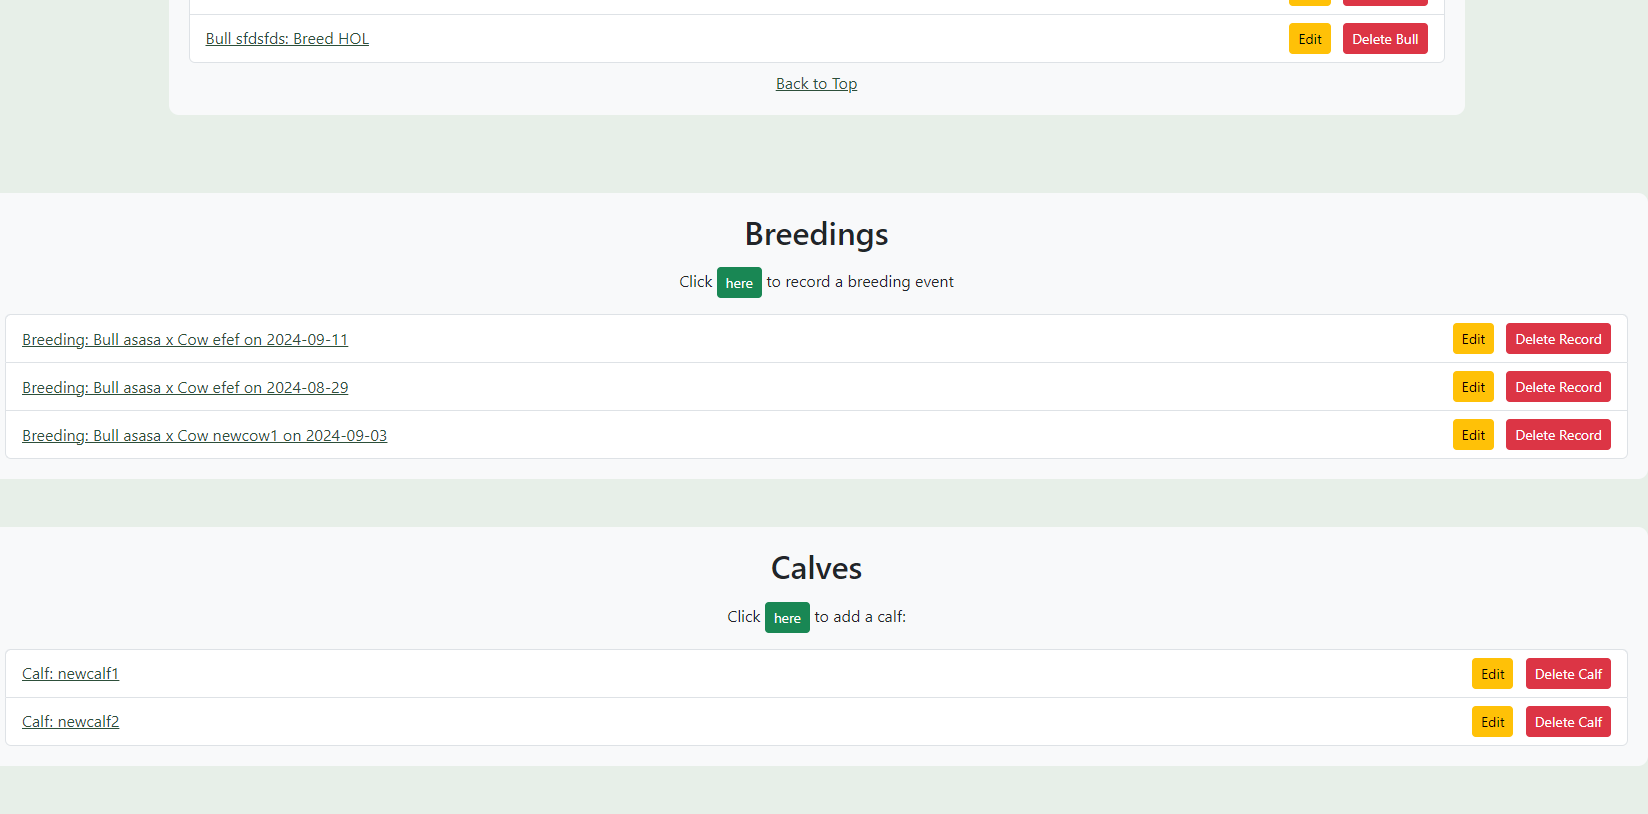 Bull sfdsfds: Breed HOL Edit Delete Bull
Back to Top
Breedings
Click here to record a breeding event
Breeding: Bull asasa x Cow efef on 2024-09-11 Edit Delete Record
Breeding: Bull asasa x Cow efef on 2024-08-29 Edit Delete Record
Breeding: Bull asasa x Cow newcow1 on 2024-09-03 Edit Delete Record
Calves
Click here to add a calf:
Calf: newcalf1 Edit Delete Calf
Calf: newcalf2 Edit Delete Calf